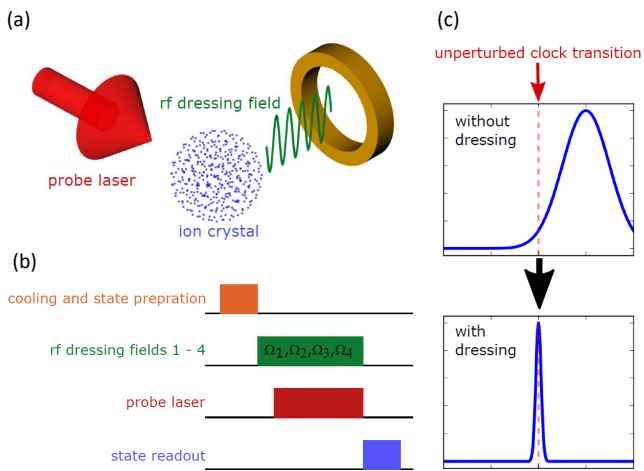 (a)
rf dressing field
probe laser
ion crystal
(b)
cooling and state prepration
rf dressing fields 1 - 4
Ω1,Ω2,Ω3,Ω4
probe laser
state readout
(c)
unperturbed clock transition
without
dressing
with
dressing